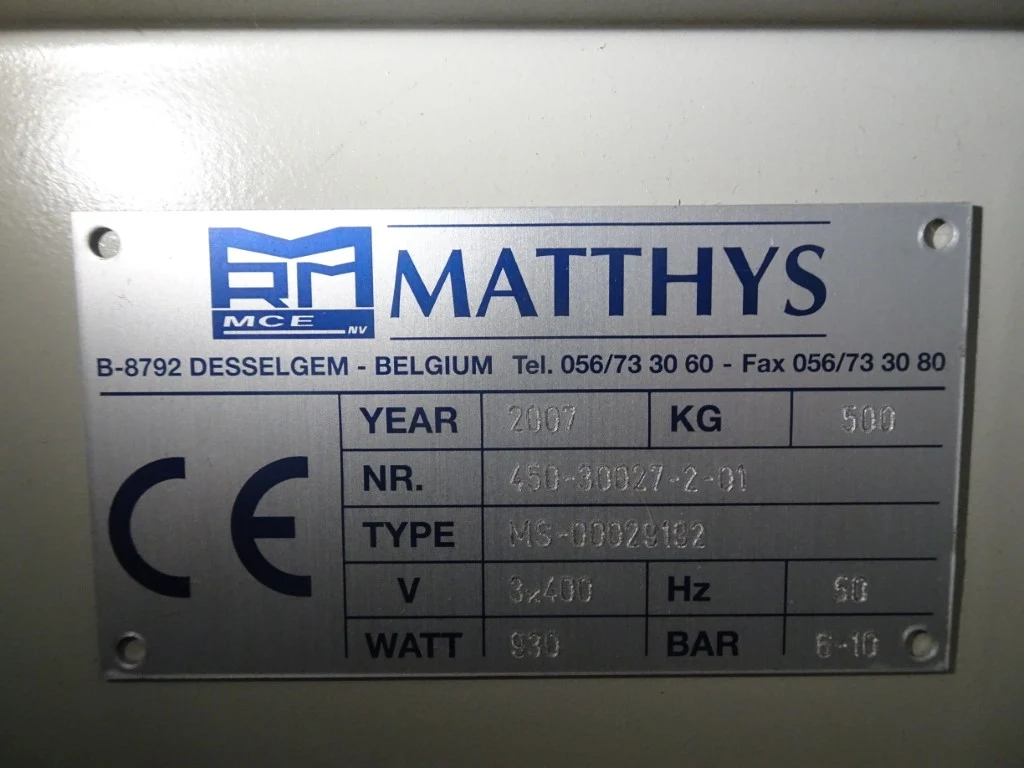 RM
MCE NV
MATTHYS
B-8792 DESSELGEM - BELGIUM Tel. 056/73 30 60 - Fax 056/73 30 80
CE
YEAR 2007 KG 500
NR. 450-30027-2-01
TYPE MS-00029192
V 3x400 Hz 50
WATT 930 BAR 6-10